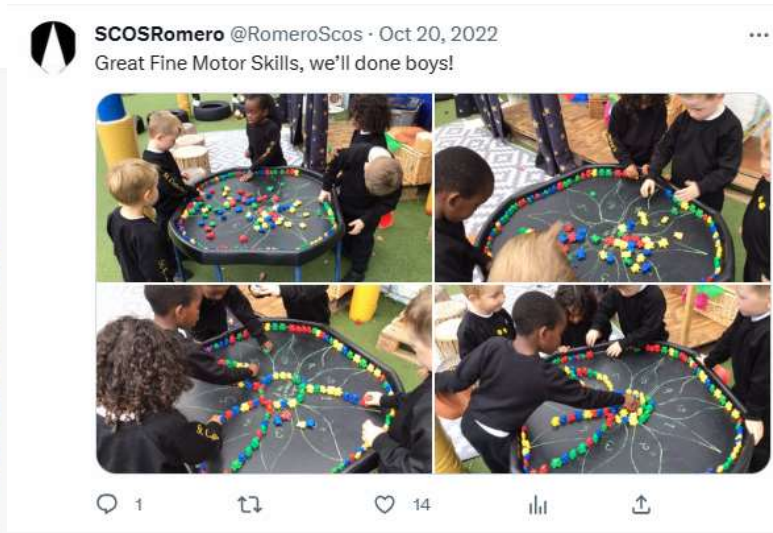 SCOSRomero @RomeroScos · Oct 20, 2022
Great Fine Motor Skills, we'll done boys!
1
14